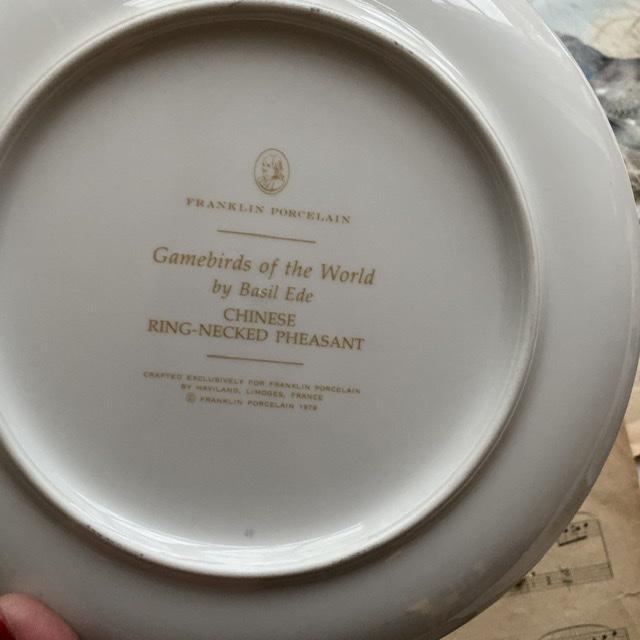 FRANKLIN PORCELAIN
Gamebirds of the World
by Basil Ede
CHINESE
RING-NECKED PHEASANT
CRAFTED EXCLUSIVELY FOR FRANKLIN PORCELAIN
BY HAVILAND, LIMOGES, FRANCE
© FRANKLIN PORCELAIN 1979